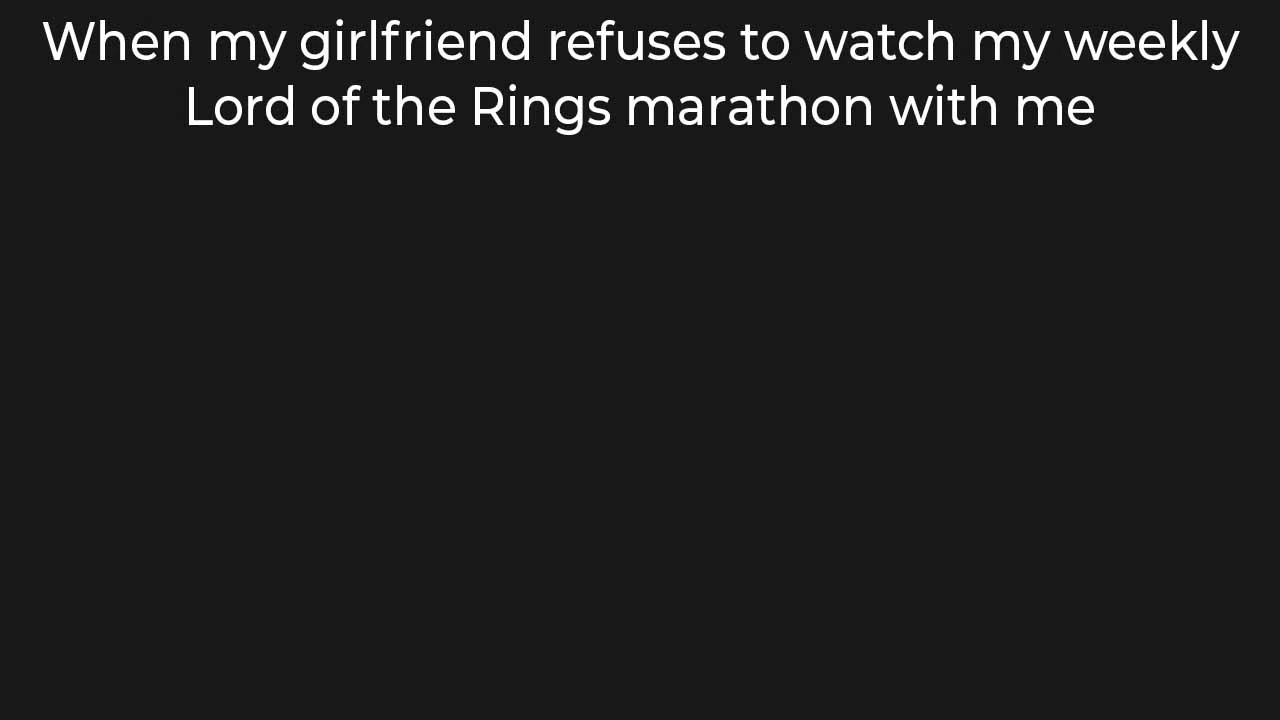 When my girlfriend refuses to watch my weekly
Lord of the Rings marathon with me